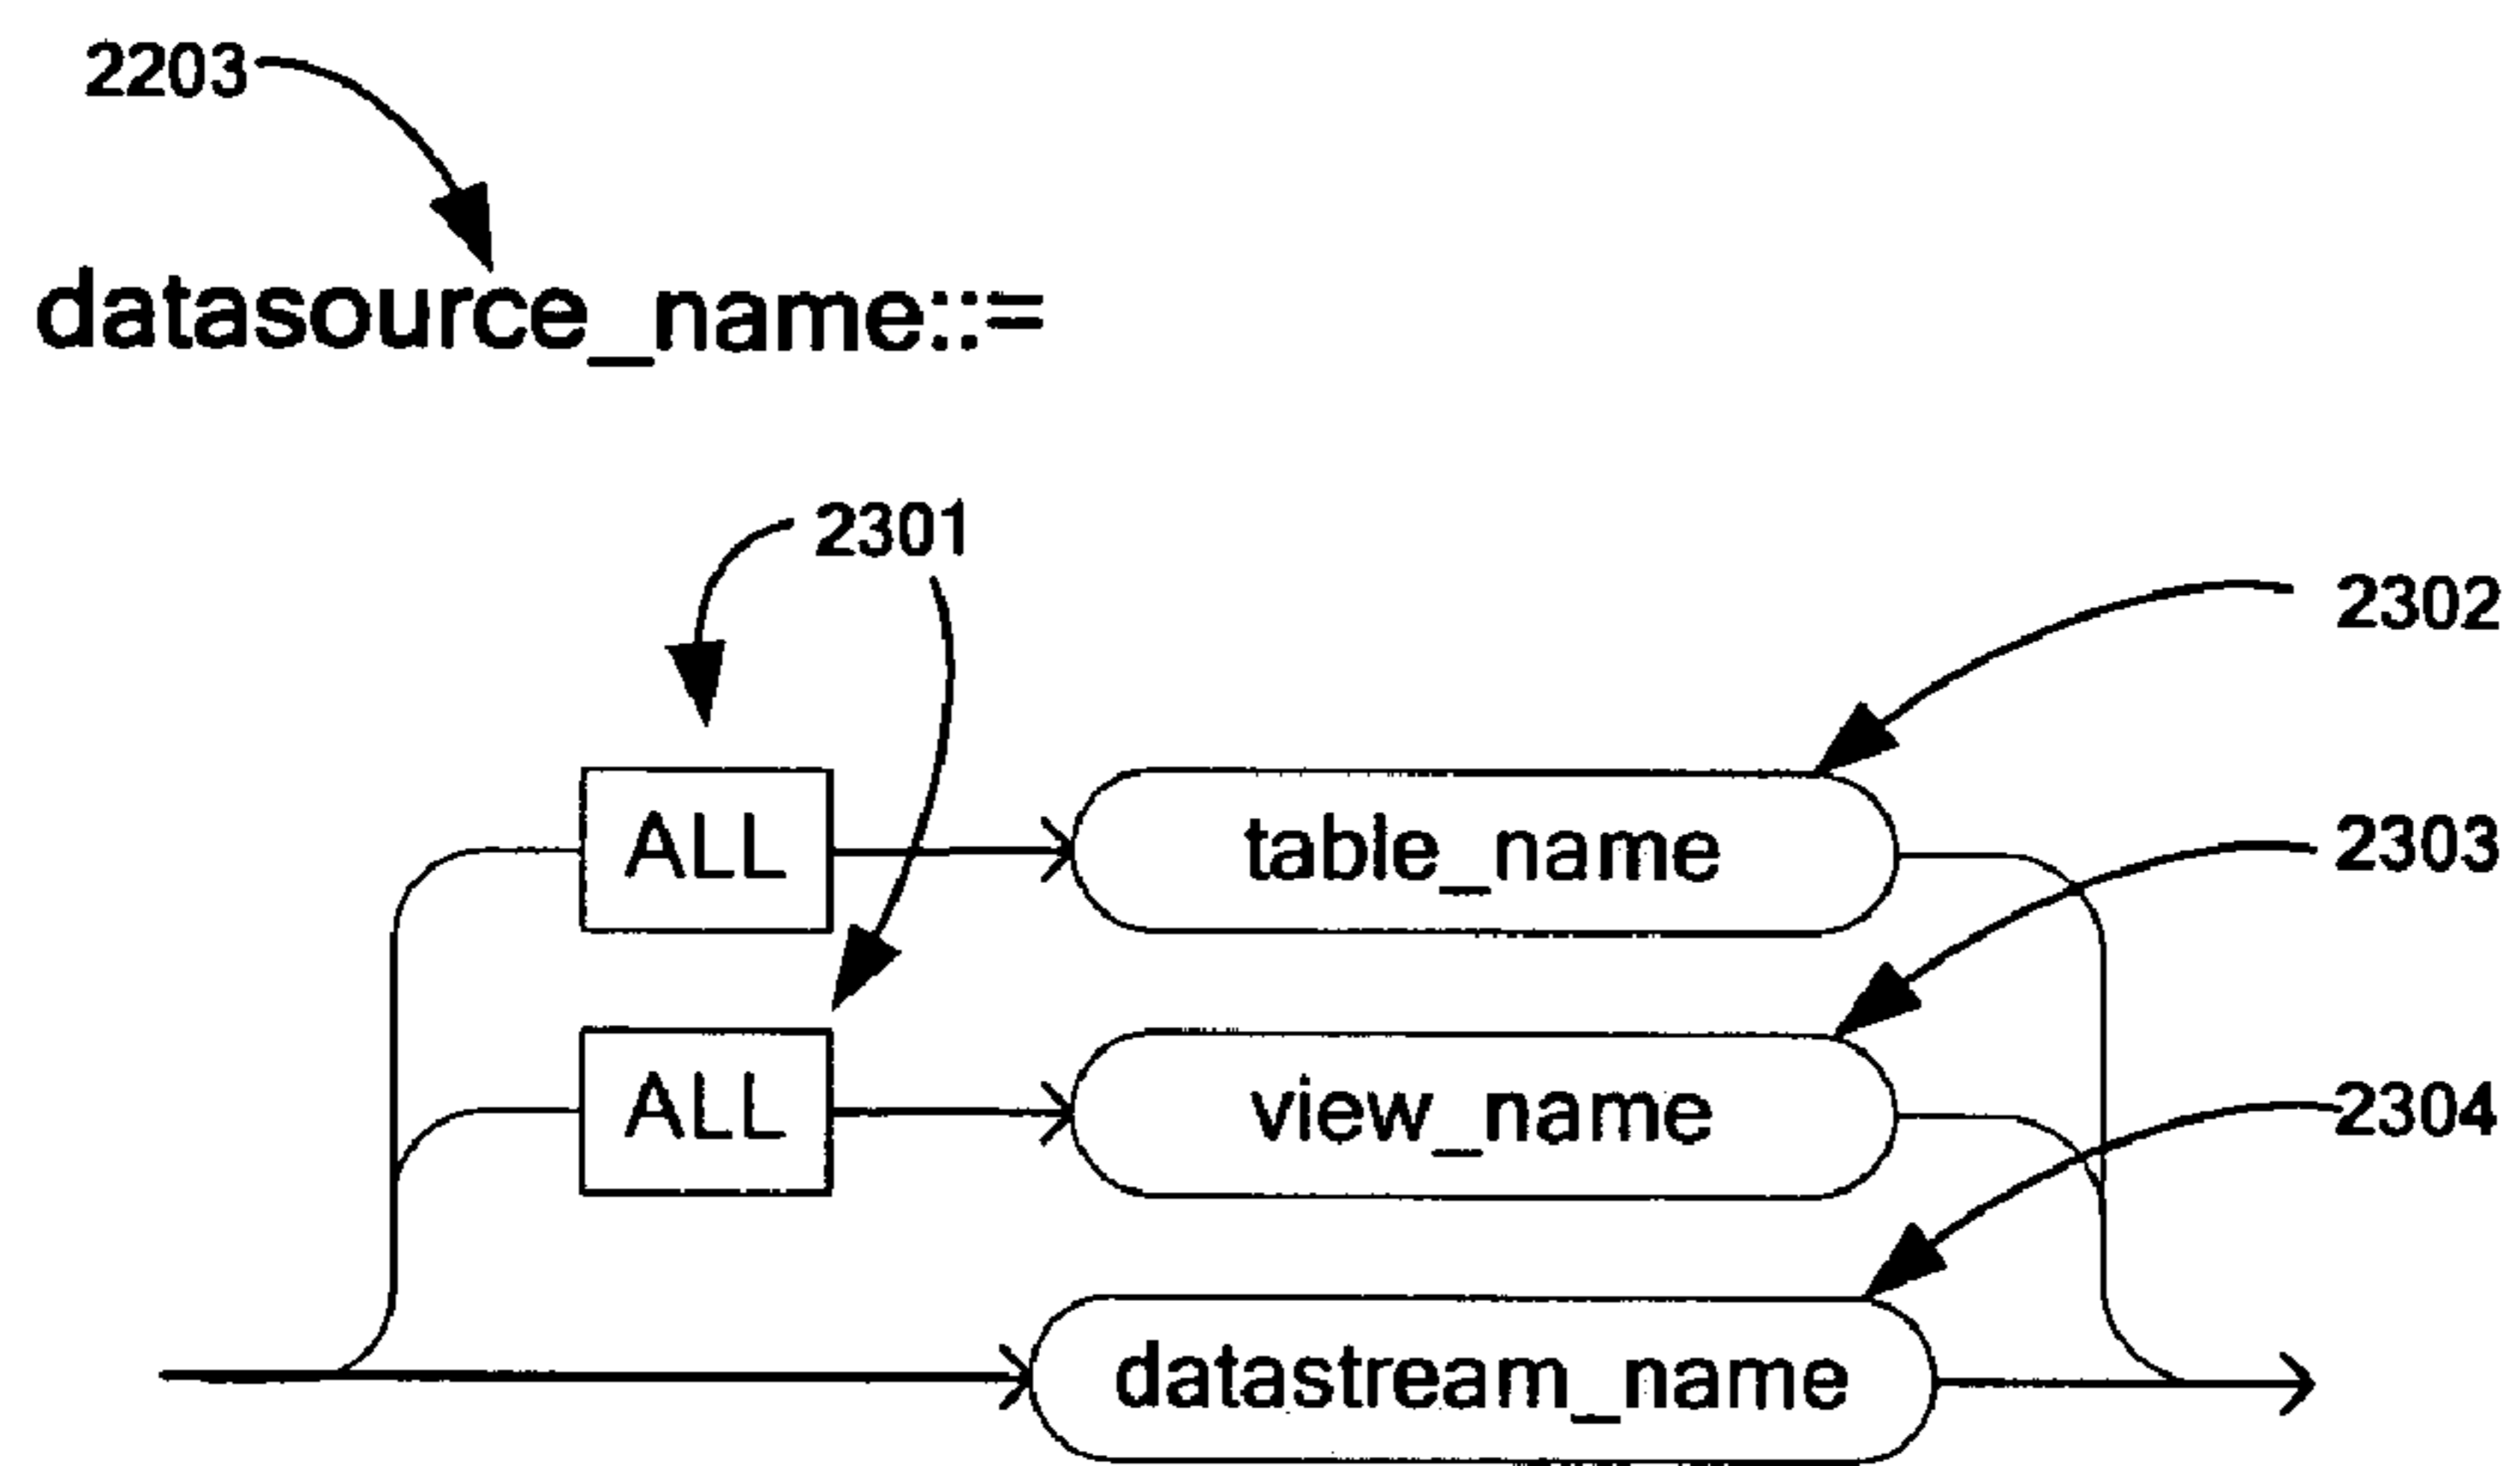 2203
datasource_name::=
2301
2302
ALL table_name
2303
ALL view_name
2304
datastream_name